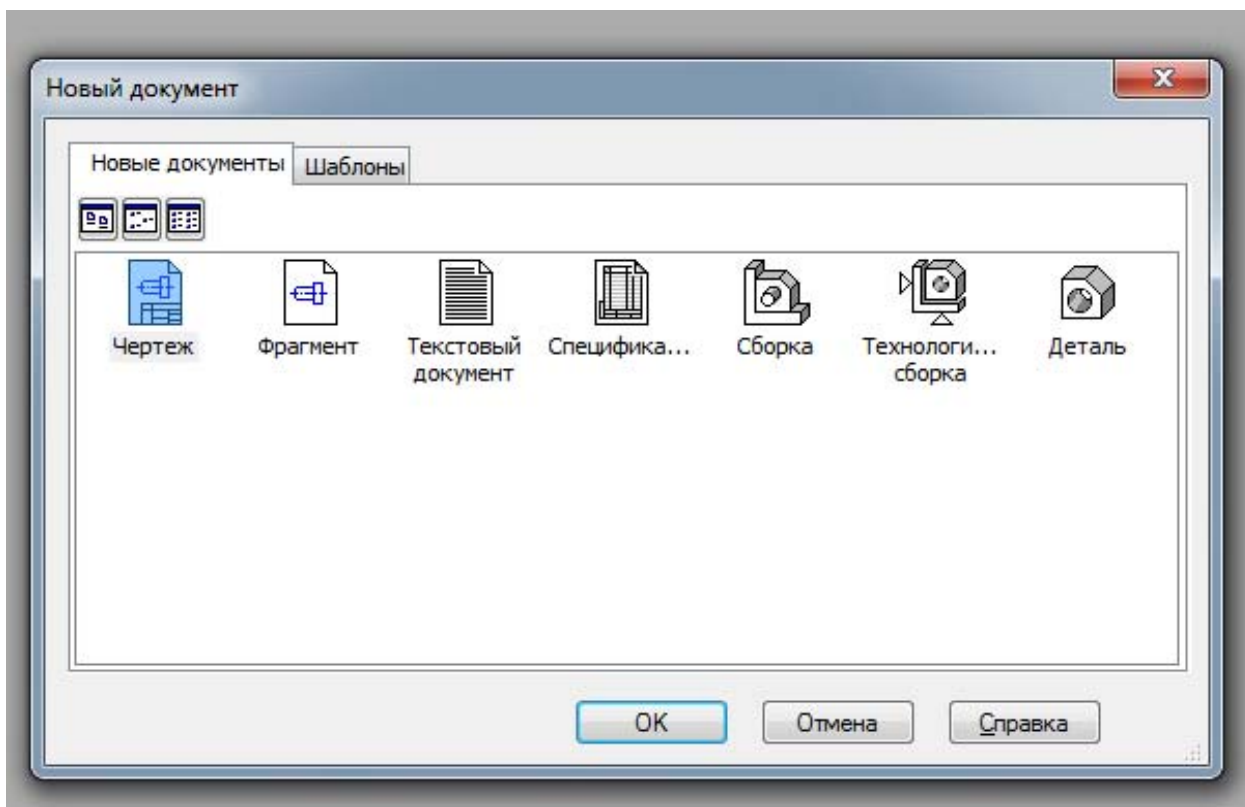 Новый документ
Новые документы Шаблоны
Чертеж Фрагмент Текстовый документ Специфика... Сборка Технологи... сборка Деталь
OK Отмена Справка